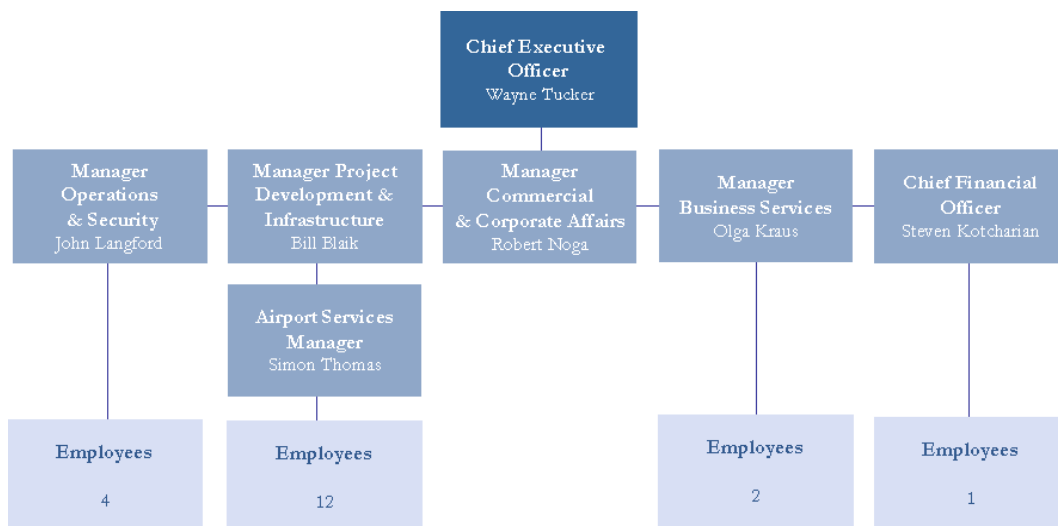 Chief Executive
Officer
Wayne Tucker
Manager
Operations
& Security
John Langford
Manager Project
Development &
Infrastructure
Bill Blaik
Manager
Commercial
& Corporate Affairs
Robert Noga
Manager
Business Services
Olga Kraus
Chief Financial
Officer
Steven Kotcharian
Airport Services
Manager
Simon Thomas
Employees
4
Employees
12
Employees
2
Employees
1